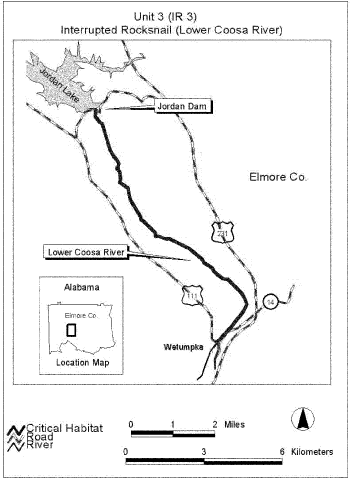 Unit 3 (IR 3)
Interrupted Rocksnail (Lower Coosa River)
Jordan Lake
Jordan Dam
Elmore Co.
231
Lower Coosa River
111
14
Alabama
Elmore Co.
Wetumpka
Location Map
Critical Habitat
Road
River
0 1 2 Miles
0 3 6 Kilometers